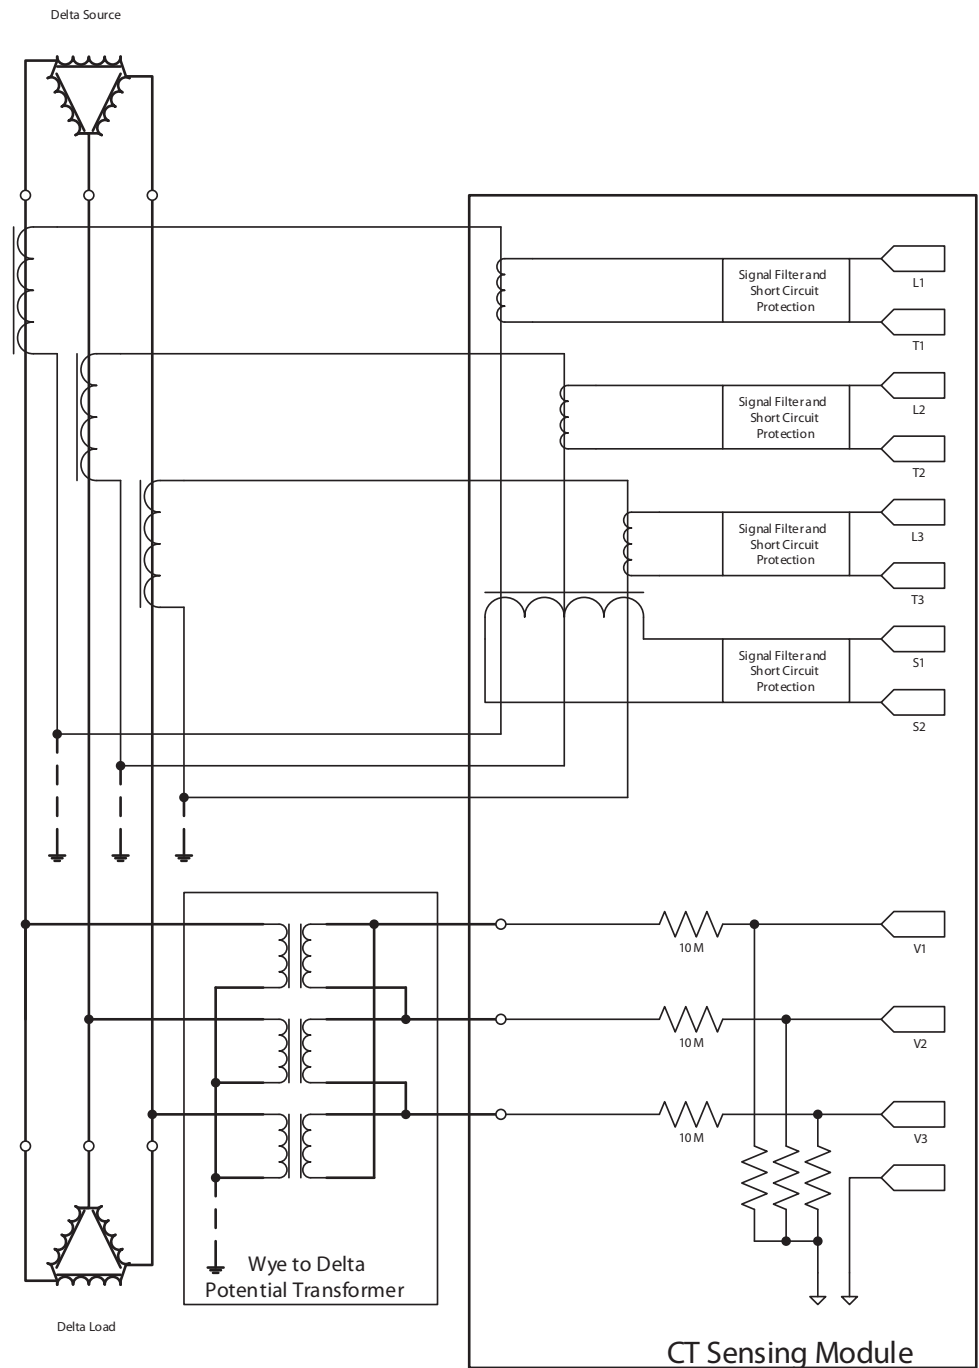 Delta Source
Signal Filter and
Short Circuit
Protection
L1
T1
Signal Filter and
Short Circuit
Protection
L2
T2
Signal Filter and
Short Circuit
Protection
L3
T3
Signal Filter and
Short Circuit
Protection
S1
S2
10 M
V1
10 M
V2
10 M
V3
Wye to Delta
Potential Transformer
Delta Load
CT Sensing Module